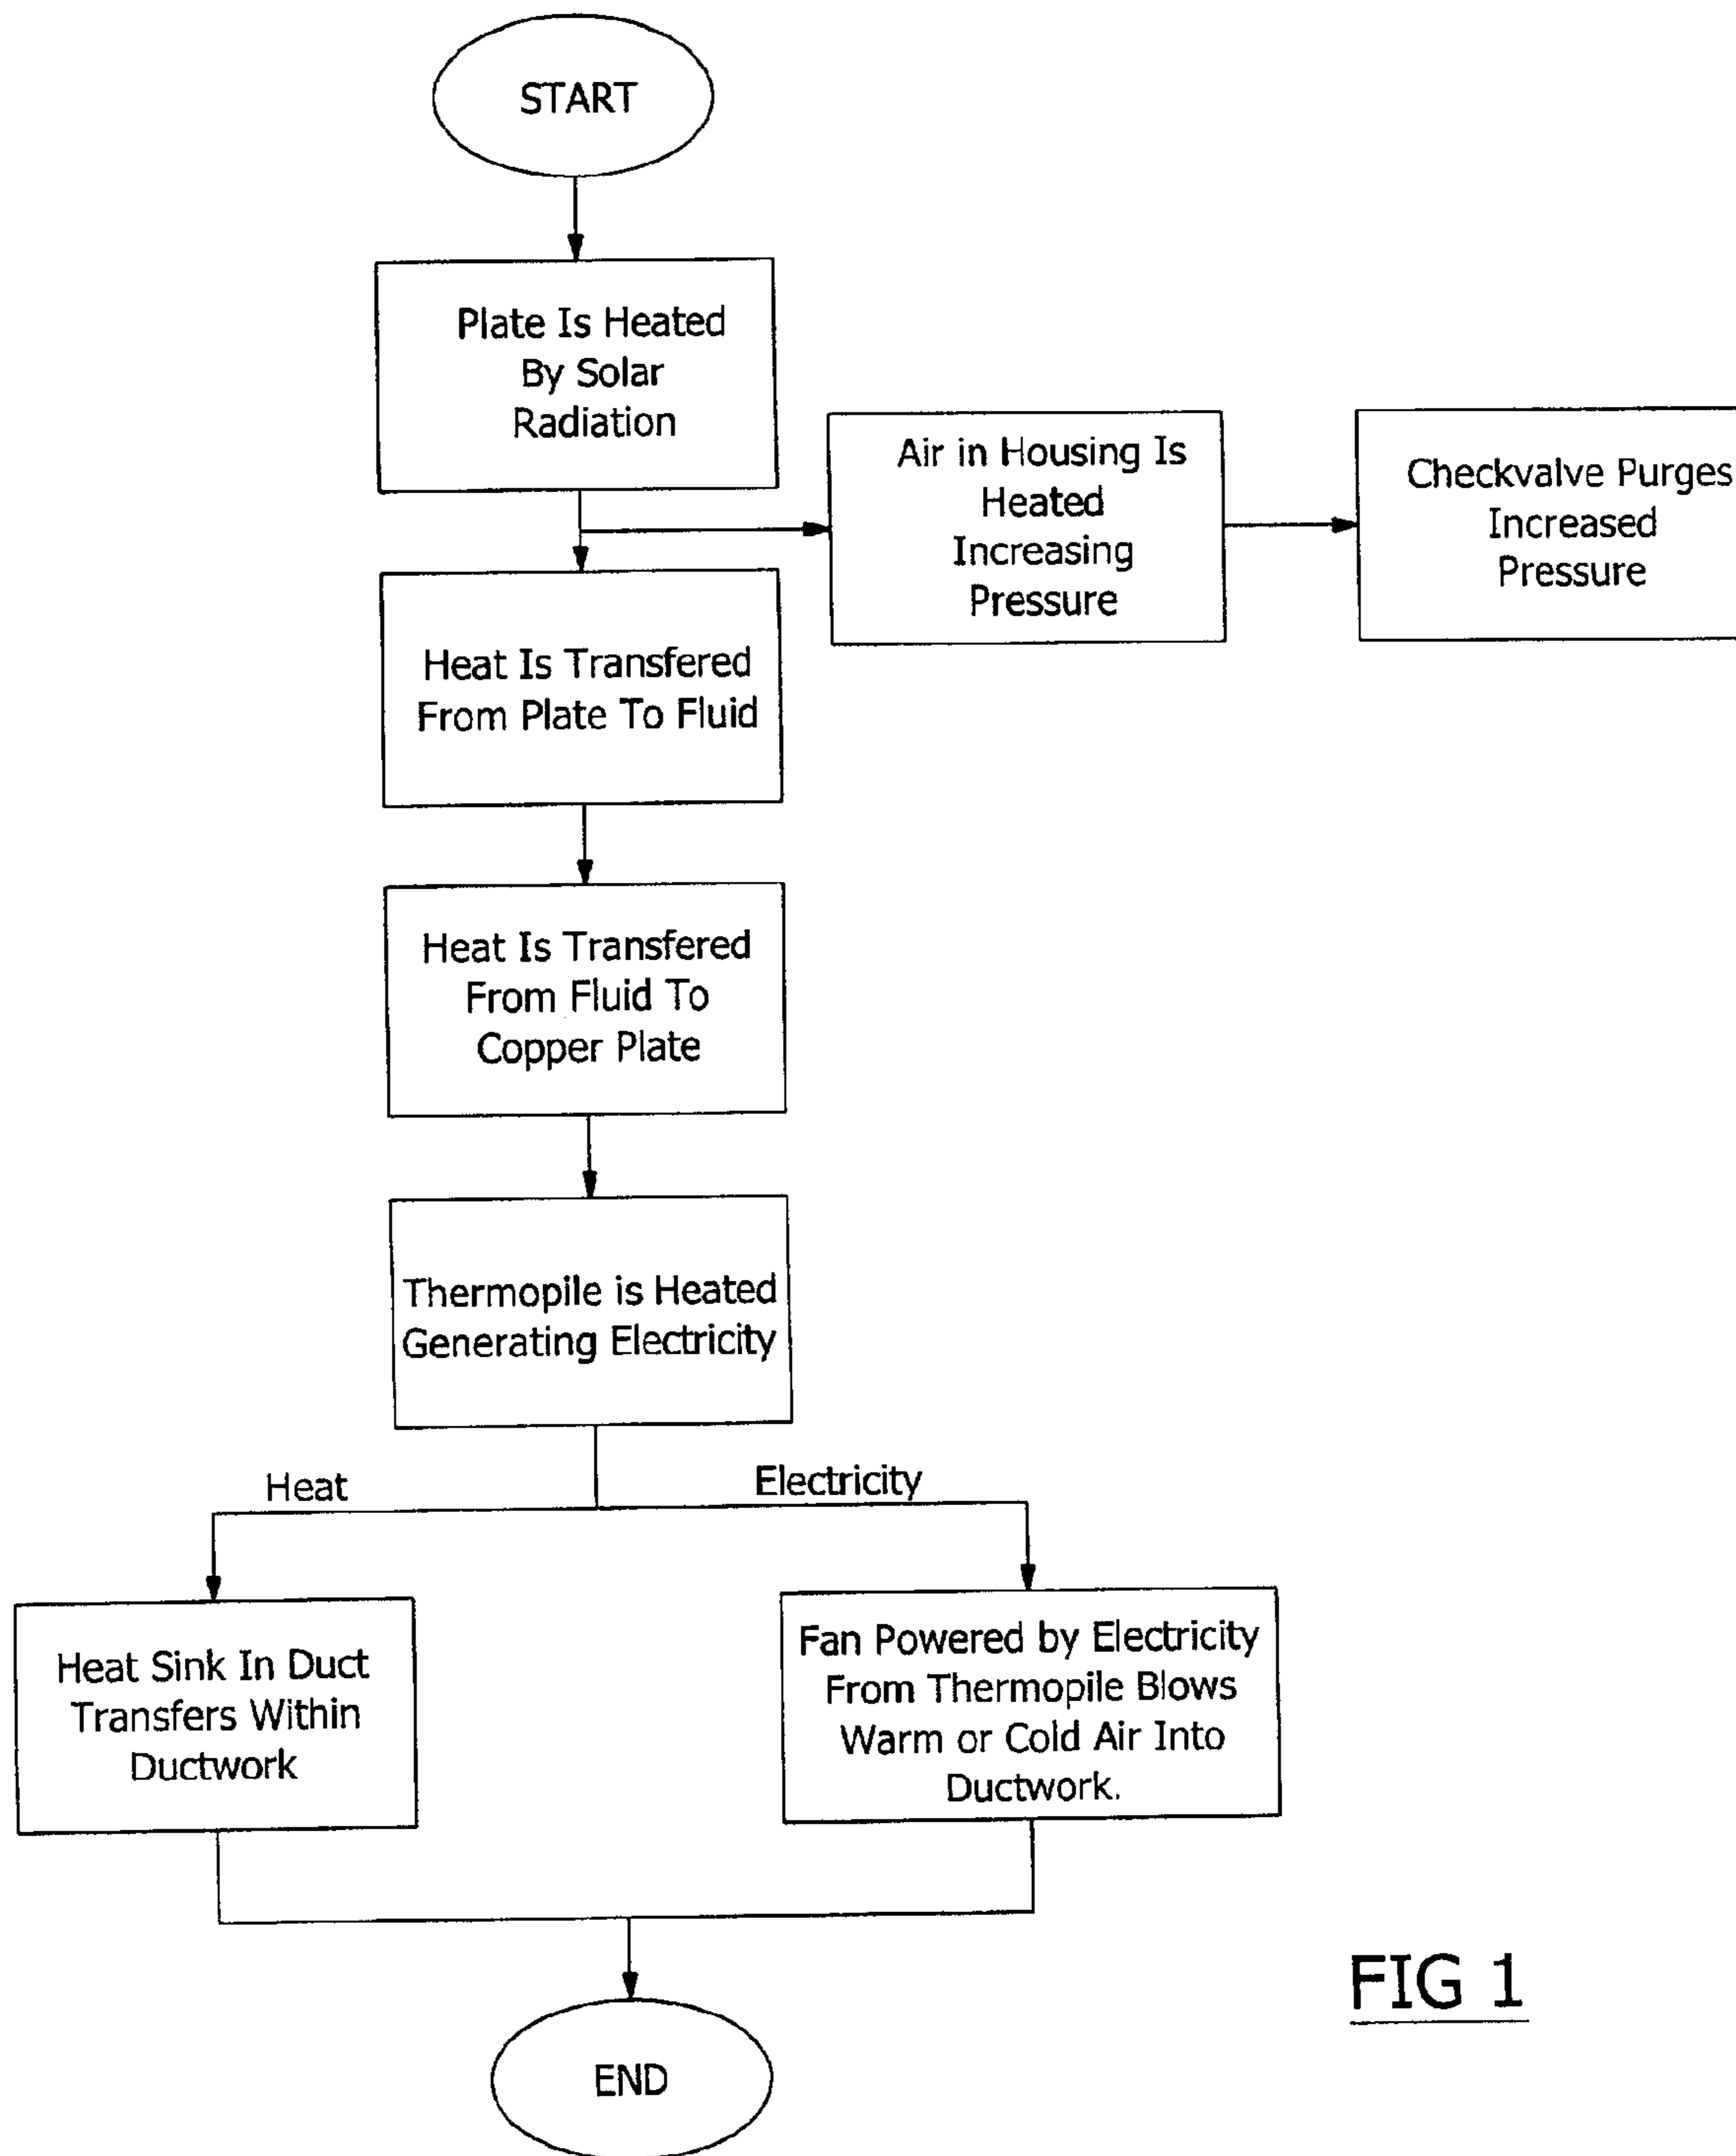 START
Plate Is Heated
By Solar
Radiation
Air in Housing Is
Heated
Increasing
Pressure
Checkvalve Purges
Increased
Pressure
Heat Is Transfered
From Plate To Fluid
Heat Is Transfered
From Fluid To
Copper Plate
Thermopile is Heated
Generating Electricity
Heat
Electricity
Heat Sink In Duct
Transfers Within
Ductwork
Fan Powered by Electricity
From Thermopile Blows
Warm or Cold Air Into
Ductwork.
END
FIG 1